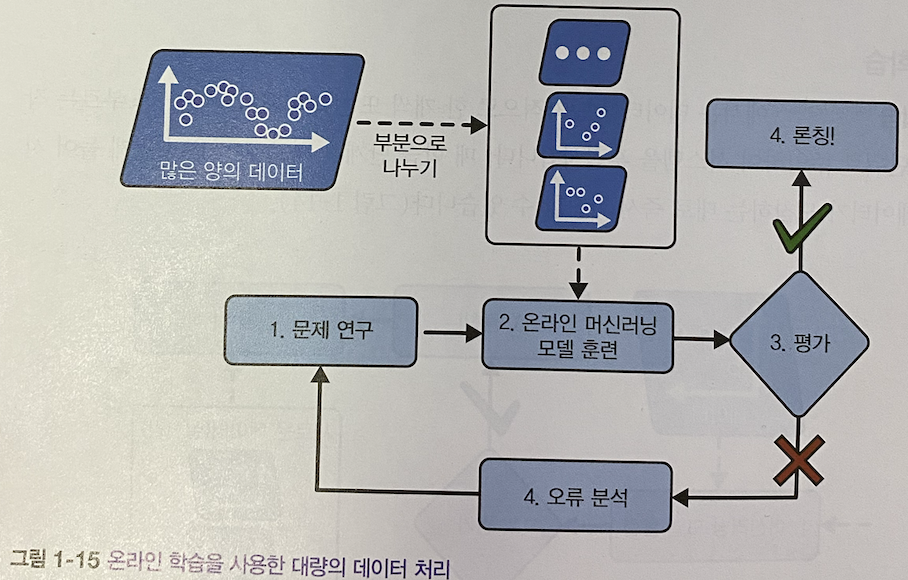 많은 양의 데이터
부분으로
나누기
4. 론칭!
1. 문제 연구
2. 온라인 머신러닝
모델 훈련
3. 평가
4. 오류 분석
그림 1-15 온라인 학습을 사용한 대량의 데이터 처리